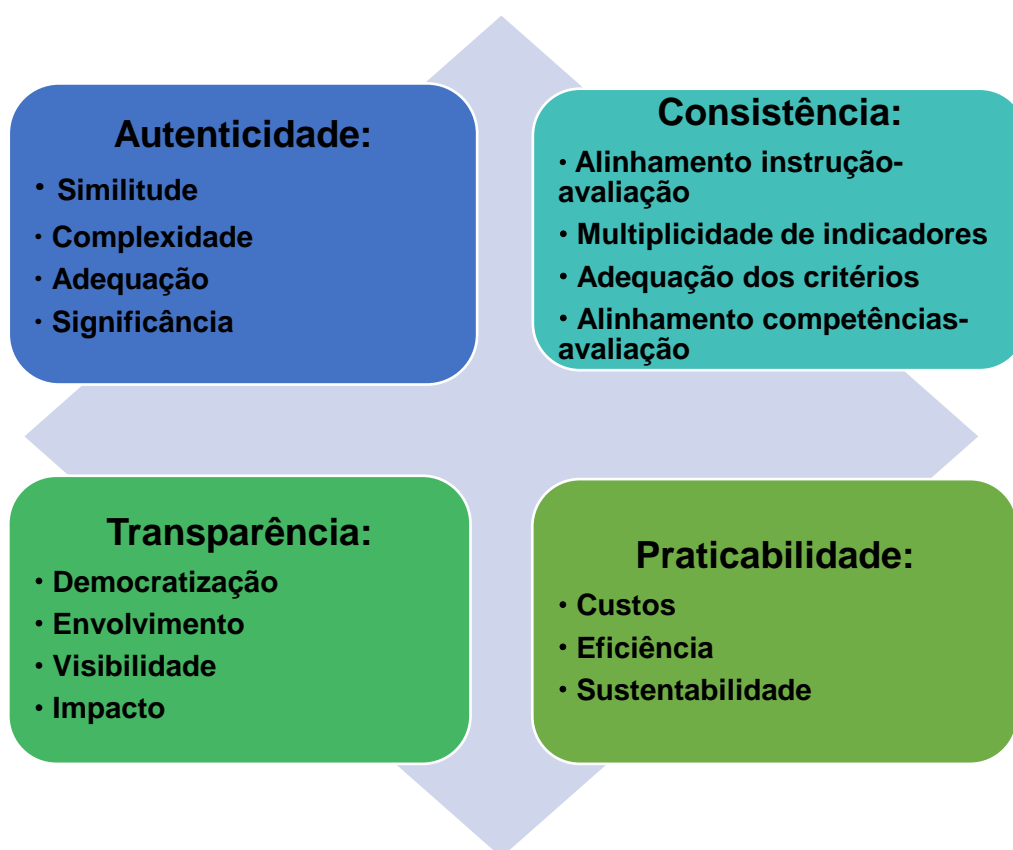 Autenticidade:
· Similitude
· Complexidade
· Adequação
· Significância
Consistência:
· Alinhamento instrução-
avaliação
· Multiplicidade de indicadores
· Adequação dos critérios
· Alinhamento competências-
avaliação
Transparência:
· Democratização
· Envolvimento
· Visibilidade
· Impacto
Praticabilidade:
· Custos
· Eficiência
· Sustentabilidade